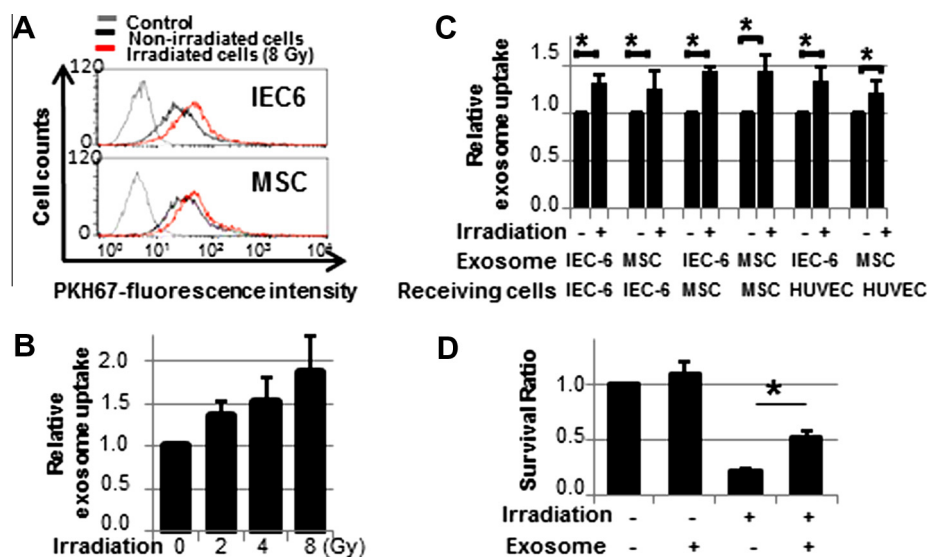 A
Control
Non-irradiated cells
Irradiated cells (8 Gy)
120
IEC6
0
120
MSC
0
10⁰ 10¹ 10² 10³ 10⁴
Cell counts
PKH67-fluorescence intensity
B
Relative exosome uptake
2.0
1.5
1.0
0.5
0.0
Irradiation 0 2 4 8 (Gy)
C
Relative exosome uptake
1.5
1.0
0.5
0.0
* * * * * *
Irradiation - + - + - + - + - + - +
Exosome IEC-6 MSC IEC-6 MSC IEC-6 MSC
Receiving cells IEC-6 IEC-6 MSC MSC HUVEC HUVEC
D
Survival Ratio
1.0
0.5
0.0
*
Irradiation - - + +
Exosome - + - +